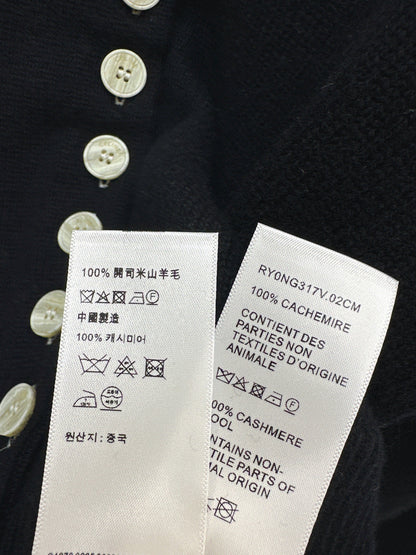 100% 開司米山羊毛
中國製造
100% 캐시미어
원산지 : 중국
RY0NG317V.02CM
100% CACHEMIRE
CONTIENT DES
PARTIES NON
TEXTILES D'ORIGINE
ANIMALE
00% CASHMERE
OOL
NTAINS NON-
TILE PARTS OF
MAL ORIGIN